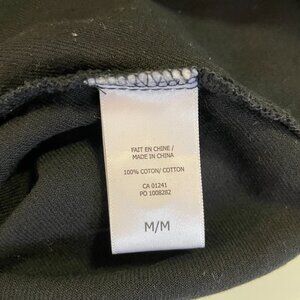 FAIT EN CHINE /
MADE IN CHINA
100% COTON/ COTTON
CA 01241
PO 1008282
M/M